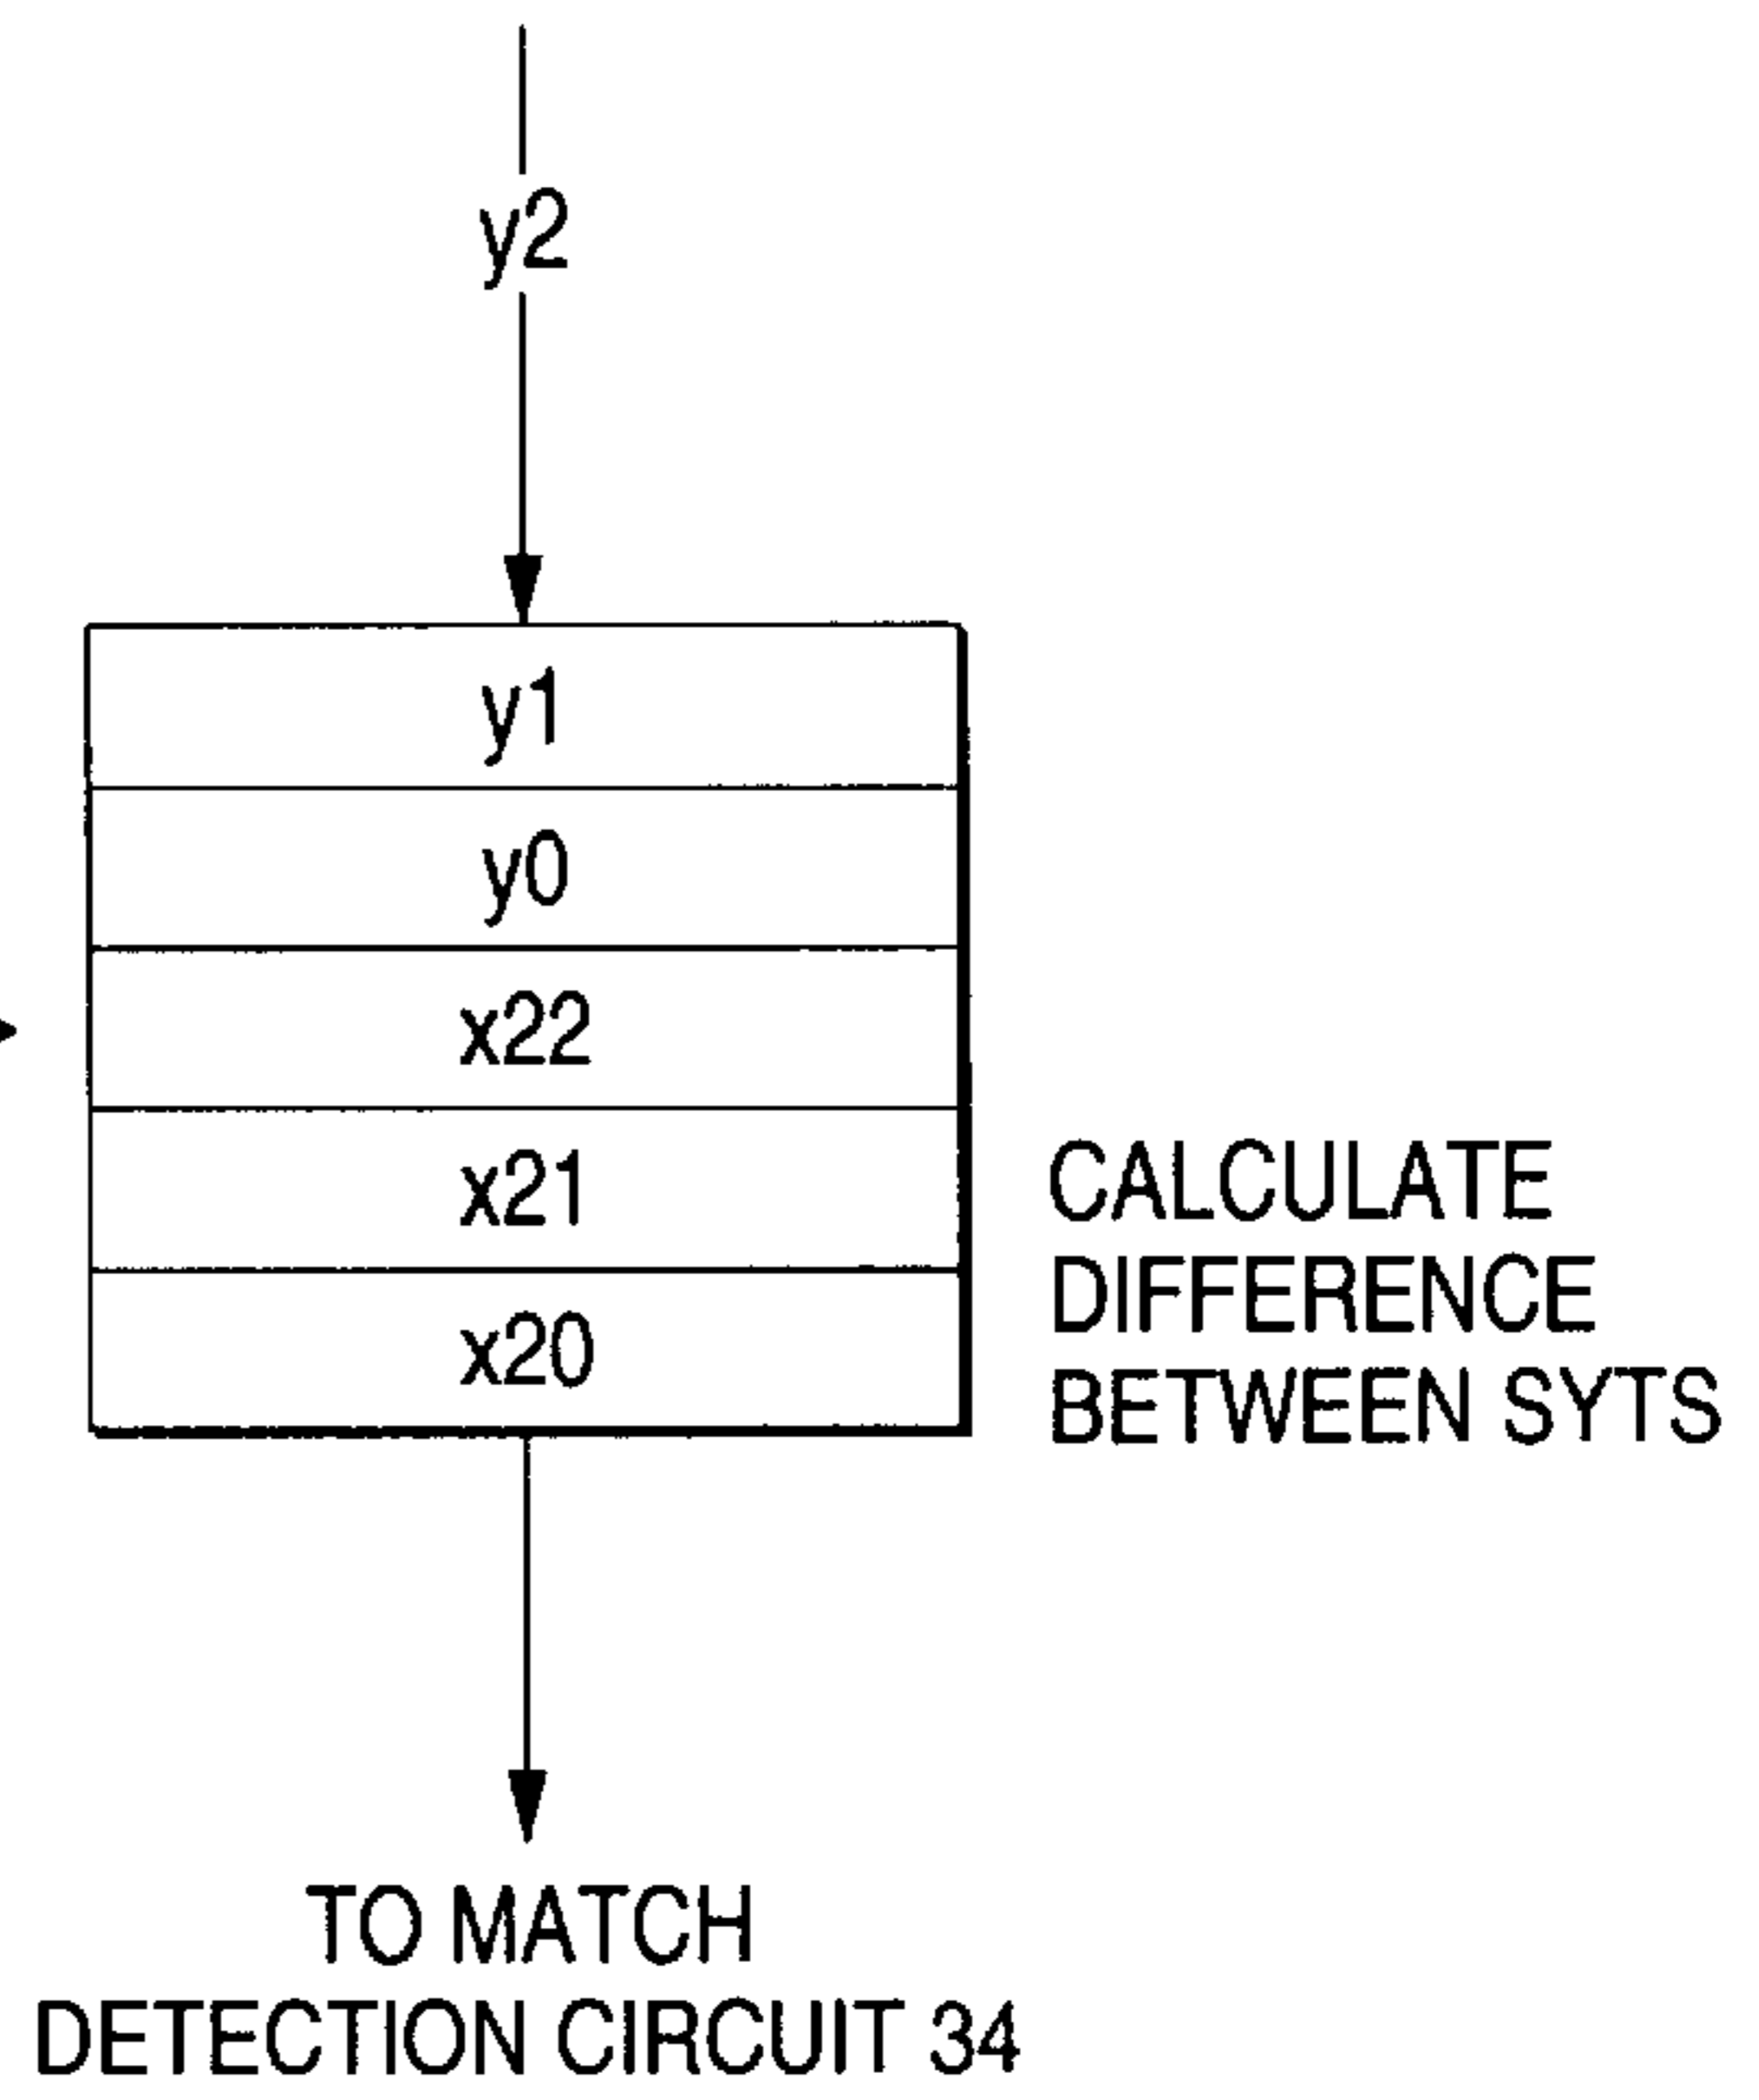 y2
y1
y0
x22
x21
x20
CALCULATE
DIFFERENCE
BETWEEN SYTS
TO MATCH
DETECTION CIRCUIT 34